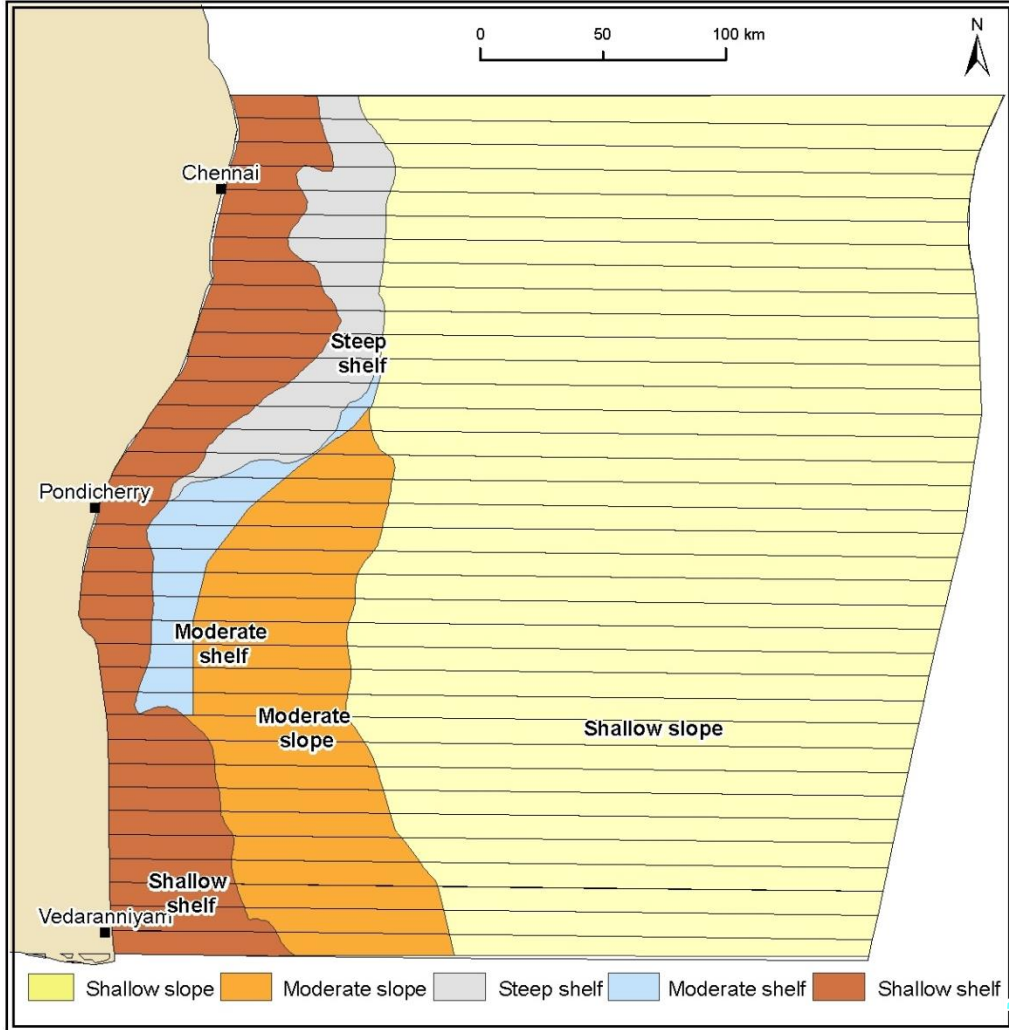 N
0 50 100 km
Chennai
Steep
shelf
Pondicherry
Moderate
shelf
Moderate
slope
Shallow slope
Shallow
shelf
Vedaranniyam
Shallow slope Moderate slope Steep shelf Moderate shelf Shallow shelf